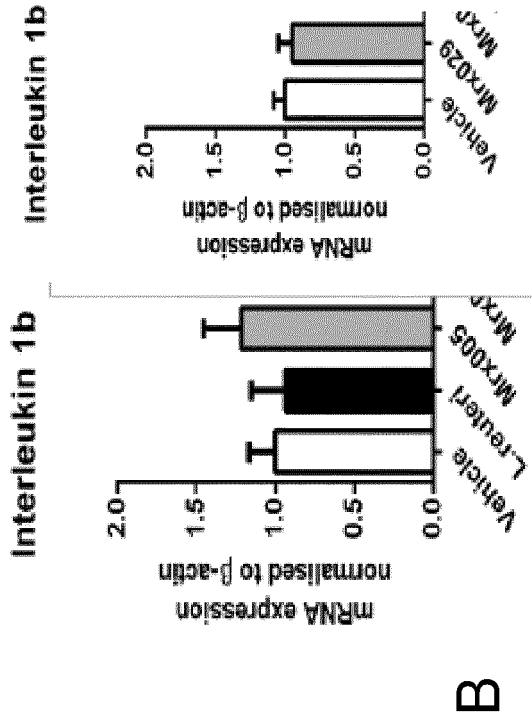 B
Interleukin 1b
mRNA expression
normalised to β-actin
2.0
1.5
1.0
0.5
0.0
Vehicle
L.reuteri
Mrx005
Interleukin 1b
mRNA expression
normalised to β-actin
2.0
1.5
1.0
0.5
0.0
Vehicle
Mrx029